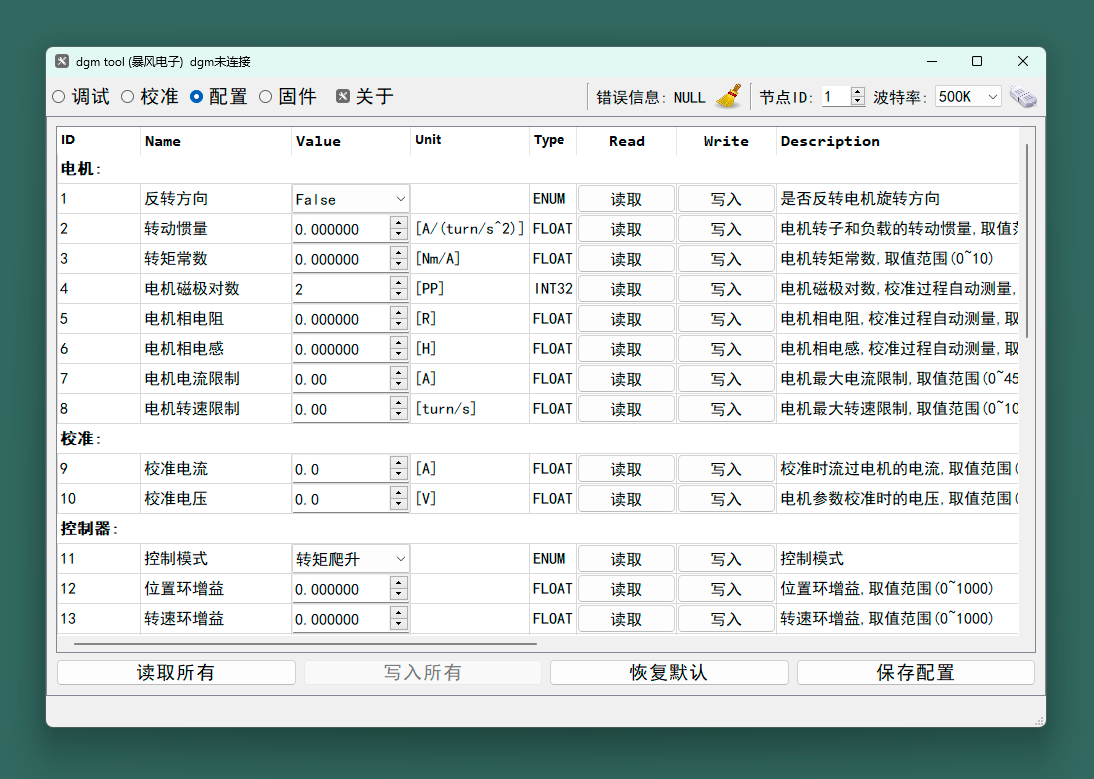 dgm tool (暴风电子) dgm未连接
调试 校准 配置 固件 关于 错误信息: NULL 节点ID: 1 波特率: 500K
ID Name Value Unit Type Read Write Description
电机:
1 反转方向 False ENUM 读取 写入 是否反转电机旋转方向
2 转动惯量 0.000000 [A/(turn/s^2)] FLOAT 读取 写入 电机转子和负载的转动惯量,取值
3 转矩常数 0.000000 [Nm/A] FLOAT 读取 写入 电机转矩常数,取值范围(0~10)
4 电机磁极对数 2 [PP] INT32 读取 写入 电机磁极对数,校准过程自动测量,
5 电机相电阻 0.000000 [R] FLOAT 读取 写入 电机相电阻,校准过程自动测量,取
6 电机相电感 0.000000 [H] FLOAT 读取 写入 电机相电感,校准过程自动测量,取
7 电机电流限制 0.00 [A] FLOAT 读取 写入 电机最大电流限制,取值范围(0~45
8 电机转速限制 0.00 [turn/s] FLOAT 读取 写入 电机最大转速限制,取值范围(0~10
校准:
9 校准电流 0.0 [A] FLOAT 读取 写入 校准时流过电机的电流,取值范围(
10 校准电压 0.0 [V] FLOAT 读取 写入 电机参数校准时的电压,取值范围(
控制器:
11 控制模式 转矩爬升 ENUM 读取 写入 控制模式
12 位置环增益 0.000000 FLOAT 读取 写入 位置环增益,取值范围(0~1000)
13 转速环增益 0.000000 FLOAT 读取 写入 转速环增益,取值范围(0~1000)
读取所有 写入所有 恢复默认 保存配置